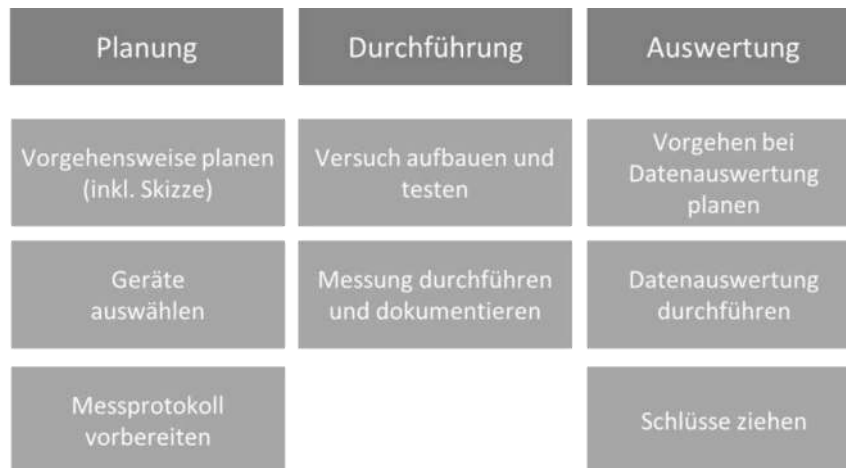 Planung
Durchführung
Auswertung
Vorgehensweise planen
(inkl. Skizze)
Versuch aufbauen und
testen
Vorgehen bei
Datenauswertung
planen
Geräte
auswählen
Messung durchführen
und dokumentieren
Datenauswertung
durchführen
Messprotokoll
vorbereiten
Schlüsse ziehen